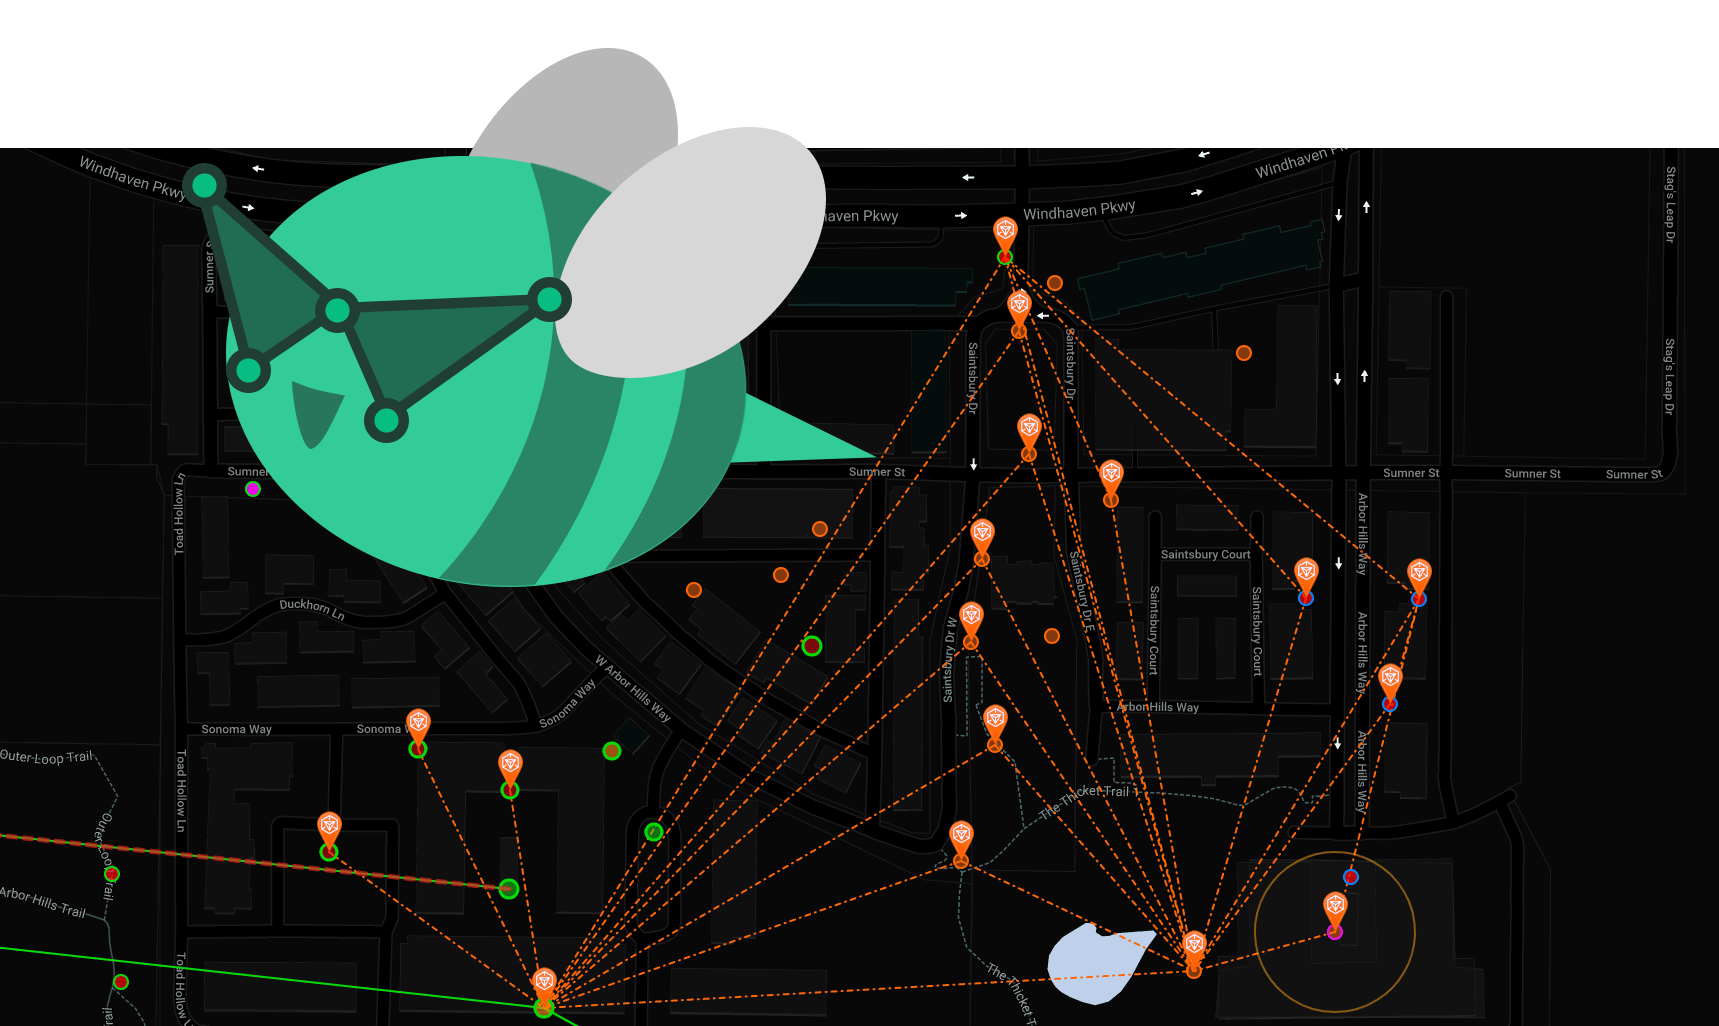 Windhaven Pkwy
Windhaven
haven Pkwy
Windhaven Pkwy
Stag's Leap Dr
Sumner S
Saintsbury Dr
Saintsbury Dr
Stag's Leap Dr
Sumner
Sumner St
Sumner St
Sumner St
Sumner St
Toad Hollow Ln
Arbor Hills Way
Saintsbury Court
Saintsbury Dr E
Saintsbury Court
Saintsbury Court
Duckhorn Ln
Saintsbury Dr W
Arbor Hills Way
W Arbor Hills Way
Sonoma Way
Arbor Hills Way
Sonoma Way
Sonoma W
Outer Loop Trail
Toad Hollow Ln
Arbor Hills Way
The Thicket Trail
Outer Loop Trail
Arbor Hills Trail
Toad Hollow L
The Thicket T
rail